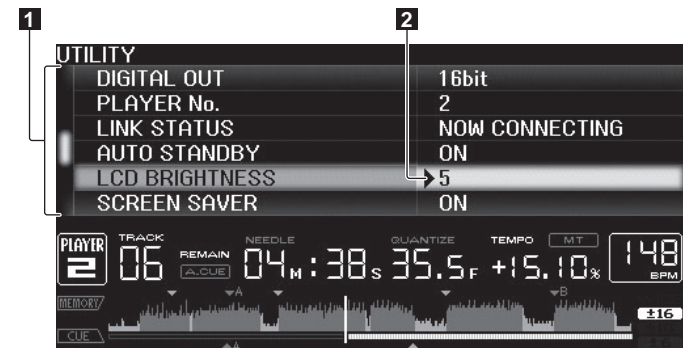 1
2
UTILITY
DIGITAL OUT 16bit
PLAYER No. 2
LINK STATUS NOW CONNECTING
AUTO STANDBY ON
LCD BRIGHTNESS 5
SCREEN SAVER ON
PLAYER 2
TRACK 06
REMAIN
A.CUE
NEEDLE
04M:38S 35.5F
QUANTIZE
TEMPO MT
+15.10%
148 BPM
MEMORY
A
B
±16
CUE
A